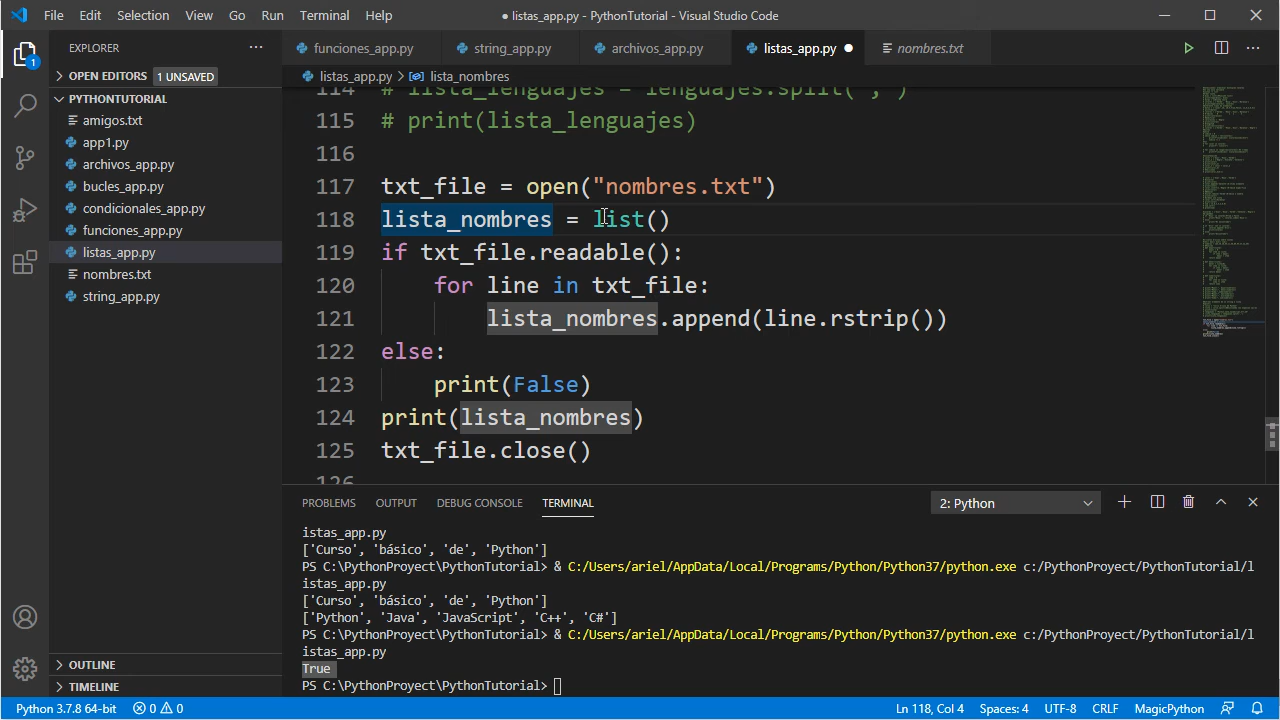 File Edit Selection View Go Run Terminal Help
● listas_app.py - PythonTutorial - Visual Studio Code
EXPLORER ···
funciones_app.py string_app.py archivos_app.py listas_app.py ● nombres.txt
OPEN EDITORS 1 UNSAVED
PYTHONTUTORIAL
amigos.txt
app1.py
archivos_app.py
bucles_app.py
condicionales_app.py
funciones_app.py
listas_app.py
nombres.txt
string_app.py
OUTLINE
TIMELINE
1
listas_app.py > lista_nombres
114 # lista_lenguajes = lenguajes.split(",")
115 # print(lista_lenguajes)
116
117 txt_file = open("nombres.txt")
118 lista_nombres = list()
119 if txt_file.readable():
120 for line in txt_file:
121 lista_nombres.append(line.rstrip())
122 else:
123 print(False)
124 print(lista_nombres)
125 txt_file.close()
126
PROBLEMS OUTPUT DEBUG CONSOLE TERMINAL 2: Python
istas_app.py
['Curso', 'básico', 'de', 'Python']
PS C:\PythonProyect\PythonTutorial> & C:/Users/ariel/AppData/Local/Programs/Python/Python37/python.exe c:/PythonProyect/PythonTutorial/l
istas_app.py
['Curso', 'básico', 'de', 'Python']
['Python', 'Java', 'JavaScript', 'C++', 'C#']
PS C:\PythonProyect\PythonTutorial> & C:/Users/ariel/AppData/Local/Programs/Python/Python37/python.exe c:/PythonProyect/PythonTutorial/l
istas_app.py
True
PS C:\PythonProyect\PythonTutorial>
Python 3.7.8 64-bit 0 0 Ln 118, Col 4 Spaces: 4 UTF-8 CRLF MagicPython